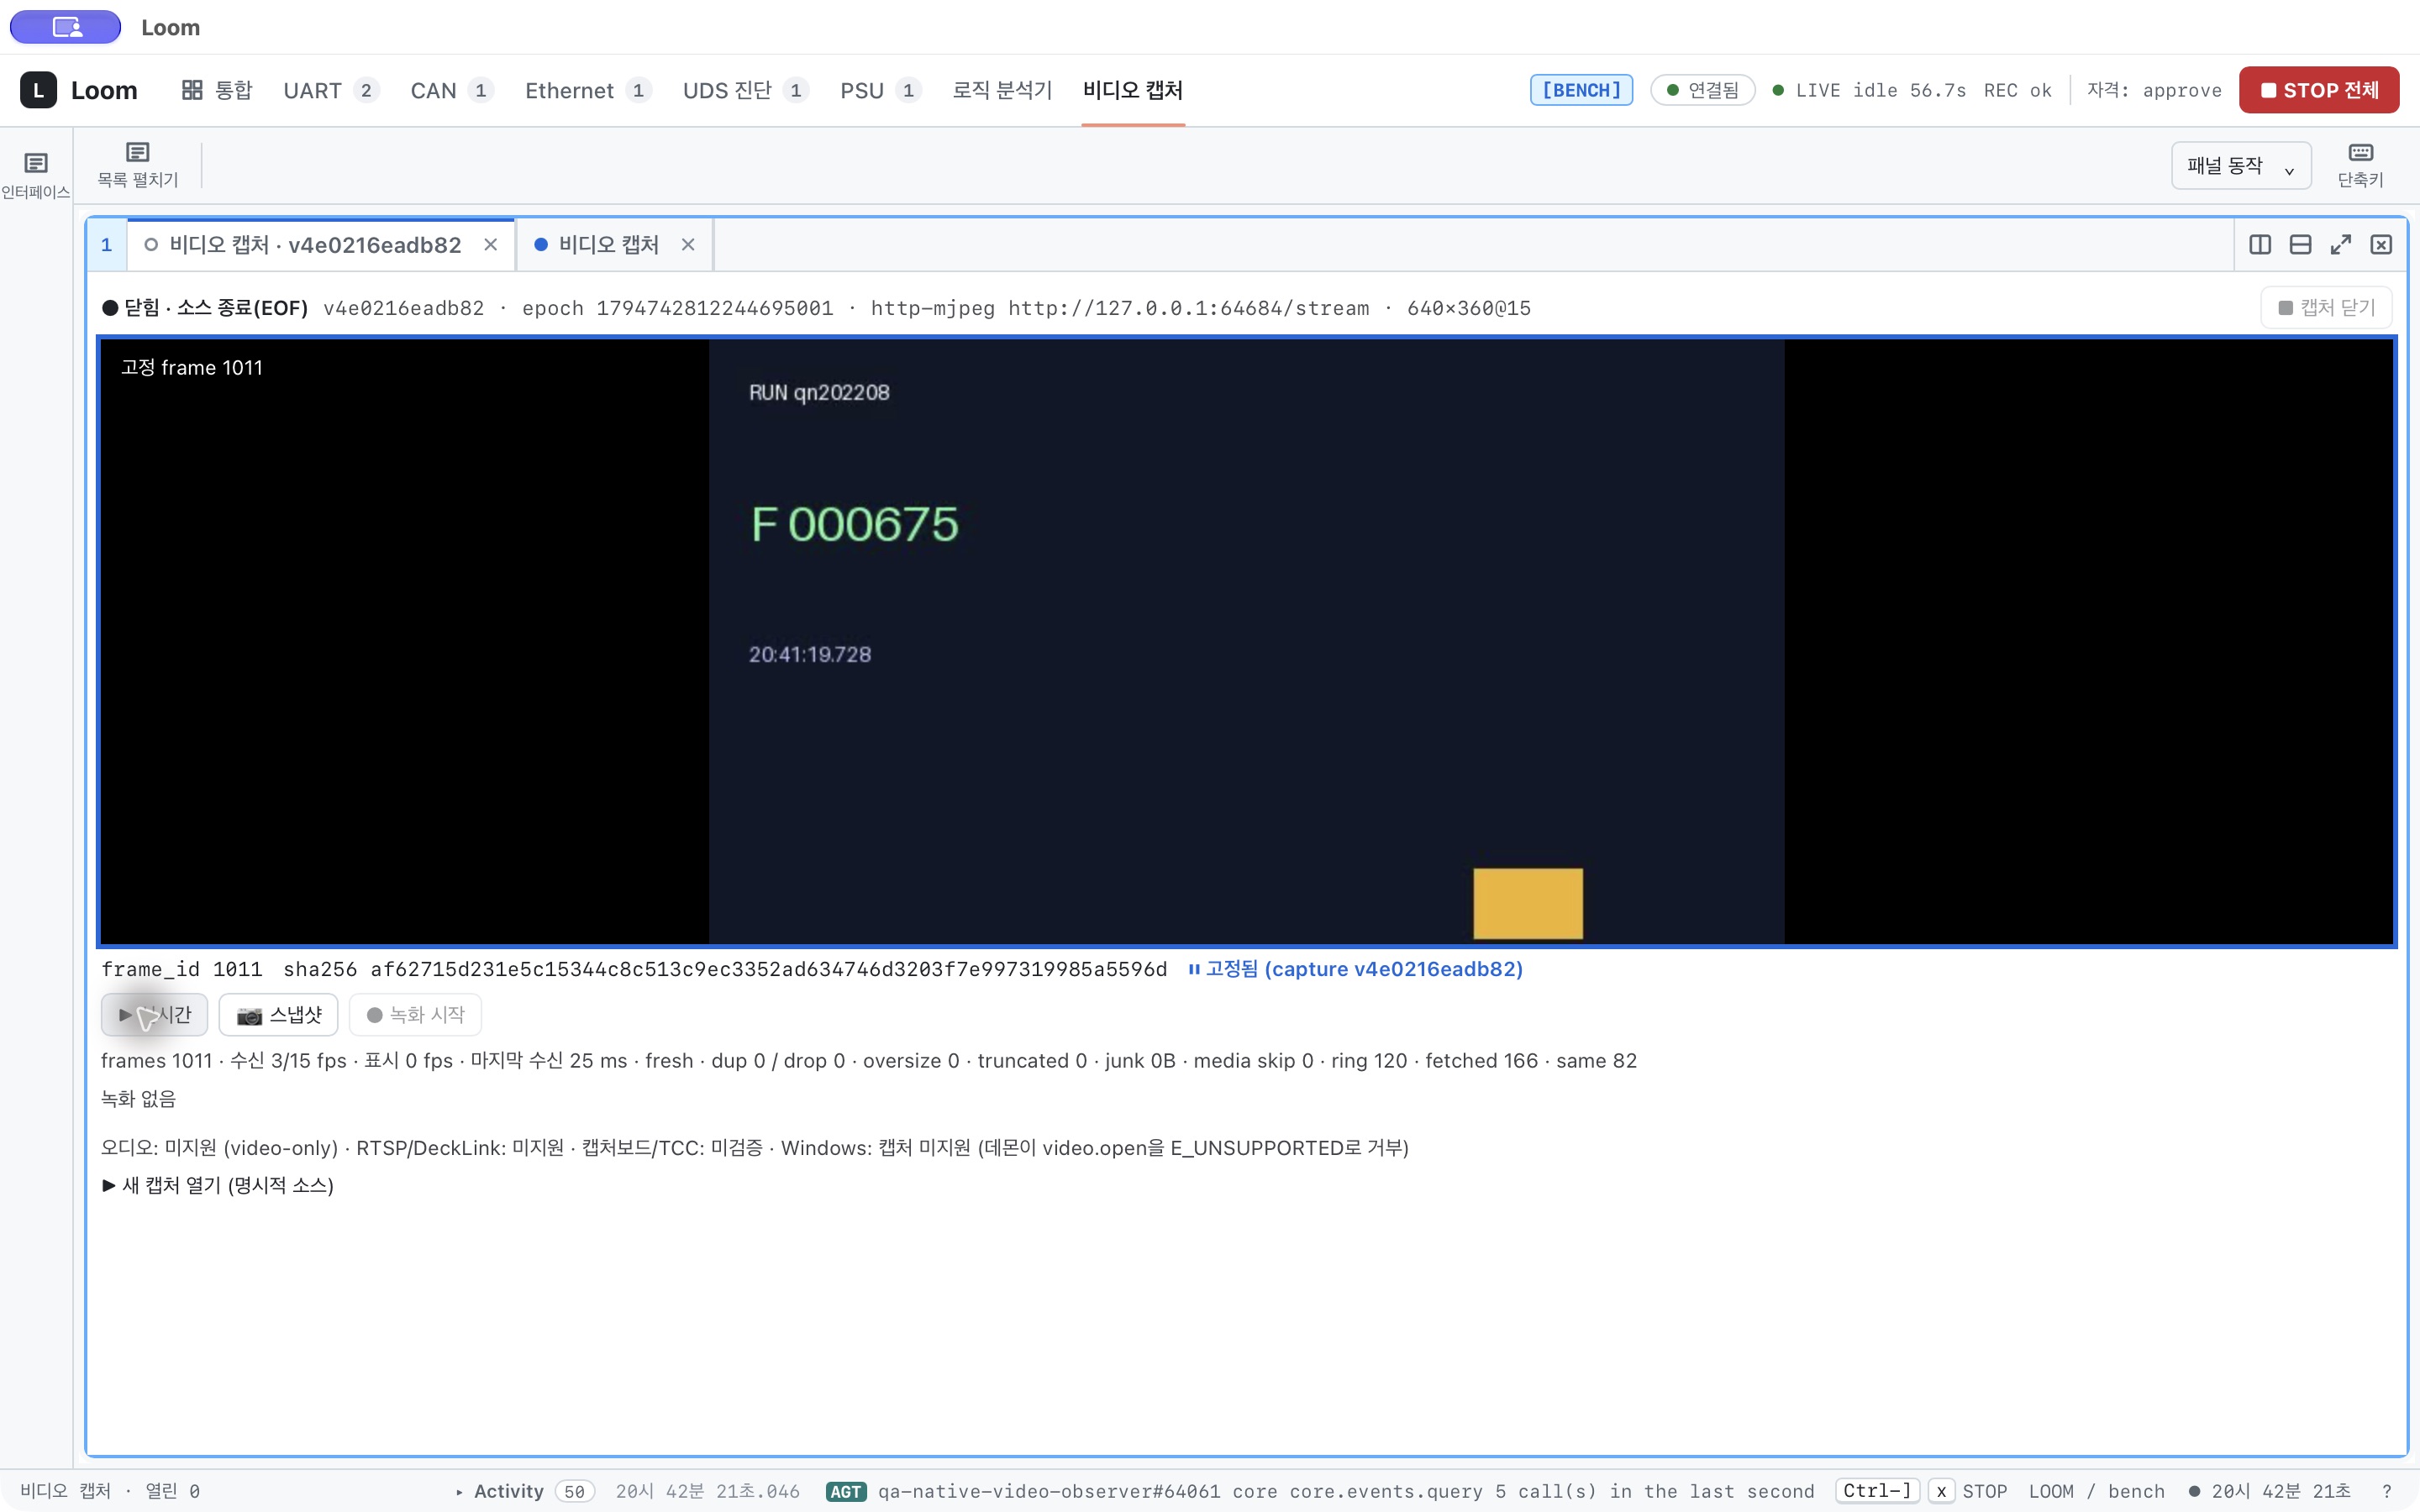 Loom
L Loom 통합 UART 2 CAN 1 Ethernet 1 UDS 진단 1 PSU 1 로직 분석기 비디오 캡처 [BENCH] 연결됨 LIVE idle 56.7s REC ok 자격: approve STOP 전체
인터페이스
목록 펼치기 패널 동작 단축키
1 비디오 캡처 · v4e0216eadb82 비디오 캡처
닫힘 · 소스 종료(EOF) v4e0216eadb82 · epoch 1794742812244695001 · http-mjpeg http://127.0.0.1:64684/stream · 640×360@15 캡처 닫기
고정 frame 1011
RUN qn202208
F 000675
20:41:19.728
frame_id 1011 sha256 af62715d231e5c15344c8c513c9ec3352ad634746d3203f7e997319985a5596d 고정됨 (capture v4e0216eadb82)
시간 스냅샷 녹화 시작
frames 1011 · 수신 3/15 fps · 표시 0 fps · 마지막 수신 25 ms · fresh · dup 0 / drop 0 · oversize 0 · truncated 0 · junk 0B · media skip 0 · ring 120 · fetched 166 · same 82
녹화 없음
오디오: 미지원 (video-only) · RTSP/DeckLink: 미지원 · 캡처보드/TCC: 미검증 · Windows: 캡처 미지원 (데몬이 video.open을 E_UNSUPPORTED로 거부)
새 캡처 열기 (명시적 소스)
비디오 캡처 · 열린 0 Activity 50 20시 42분 21초.046 AGT qa-native-video-observer#64061 core core.events.query 5 call(s) in the last second Ctrl-] x STOP LOOM / bench 20시 42분 21초 ?